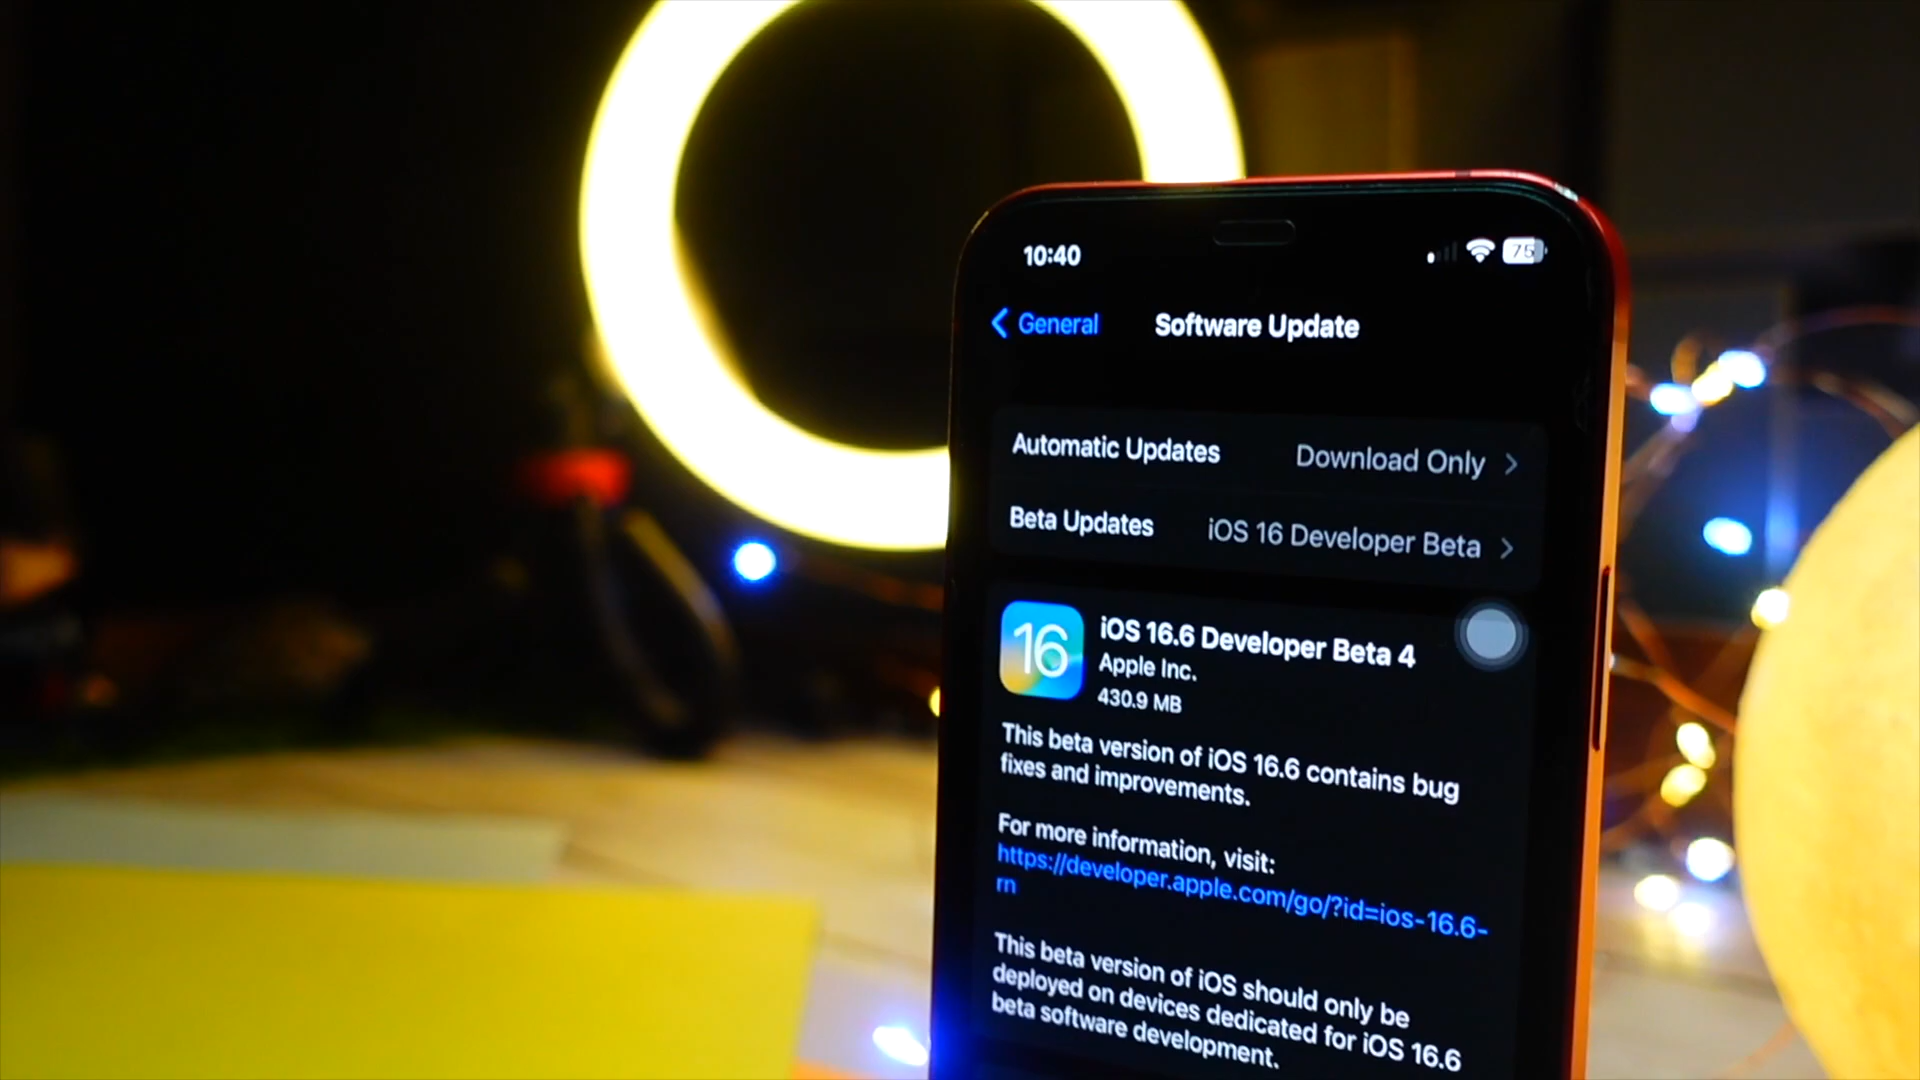 10:40
75
General
Software Update
Automatic Updates Download Only
Beta Updates iOS 16 Developer Beta
16
iOS 16.6 Developer Beta 4
Apple Inc.
430.9 MB
This beta version of iOS 16.6 contains bug
fixes and improvements.
For more information, visit:
https://developer.apple.com/go/?id=ios-16.6-
rn
This beta version of iOS should only be
deployed on devices dedicated for iOS 16.6
beta software development.